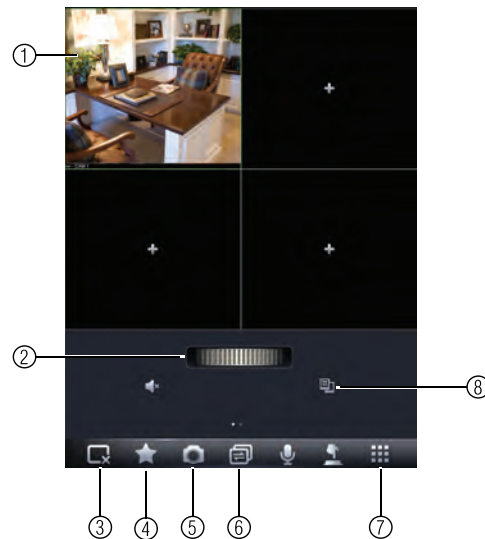 ①
②
⑧
③ ④ ⑤ ⑥ ⑦